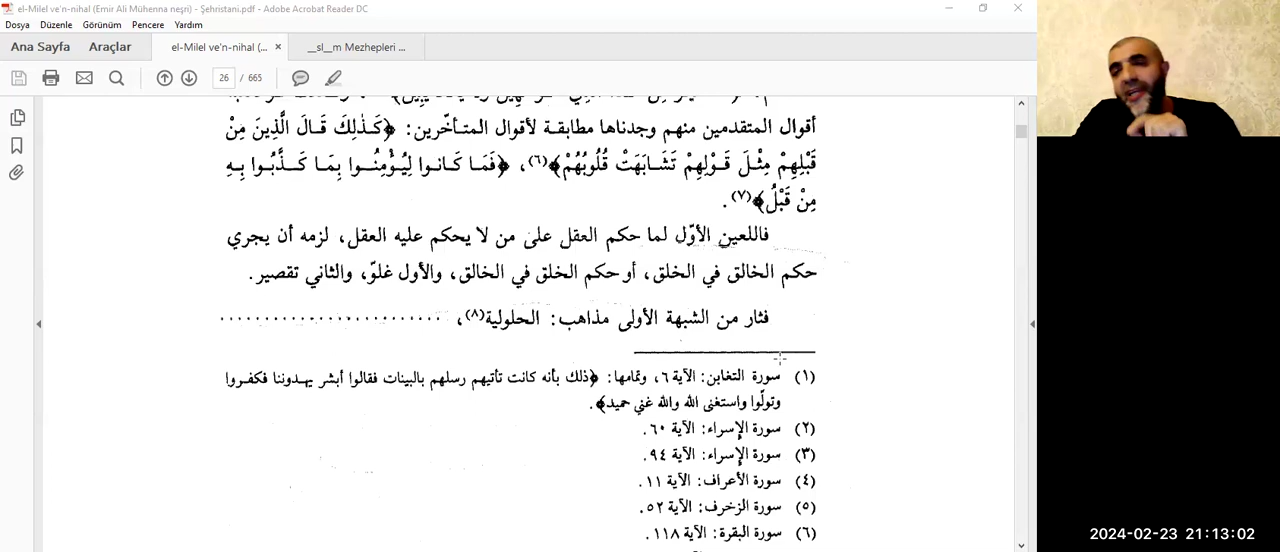 el-Milel ve'n-nihal (Emir Ali Mühenna neşri) - Şehristani.pdf - Adobe Acrobat Reader DC
Dosya Düzenle Görünüm Pencere Yardım
Ana Sayfa Araçlar el-Milel ve'n-nihal (... × __sl__m Mezhepleri ...
26 / 665
أقوال المتقدمين منهم وجدناها مطابقة لأقوال المتأخّرين: ﴿كَذٰلِكَ قَالَ الَّذِينَ مِنْ
قَبْلِهِمْ مِثْلَ قَوْلِهِمْ تَشَابَهَتْ قُلُوبُهُمْ﴾(٦)، ﴿فَمَا كَانُوا لِيُؤْمِنُوا بِمَا كَذَّبُوا بِهِ
مِنْ قَبْلُ﴾(٧).
فاللعين الأوّل لما حكم العقل على من لا يحكم عليه العقل، لزمه أن يجري
حكم الخالق في الخلق، أو حكم الخلق في الخالق، والأول غلوّ، والثاني تقصير.
فثار من الشبهة الأولى مذاهب: الحلولية(٨)، ........................
(١) سورة التغابن: الآية ٦، وتمامها: ﴿ذلك بأنه كانت تأتيهم رسلهم بالبينات فقالوا أبشر يهدوننا فكفروا
وتولّوا واستغنى الله والله غني حميد﴾.
(٢) سورة الإسراء: الآية ٦٠.
(٣) سورة الإسراء: الآية ٩٤.
(٤) سورة الأعراف: الآية ١١.
(٥) سورة الزخرف: الآية ٥٢.
(٦) سورة البقرة: الآية ١١٨.
2024-02-23 21:13:02